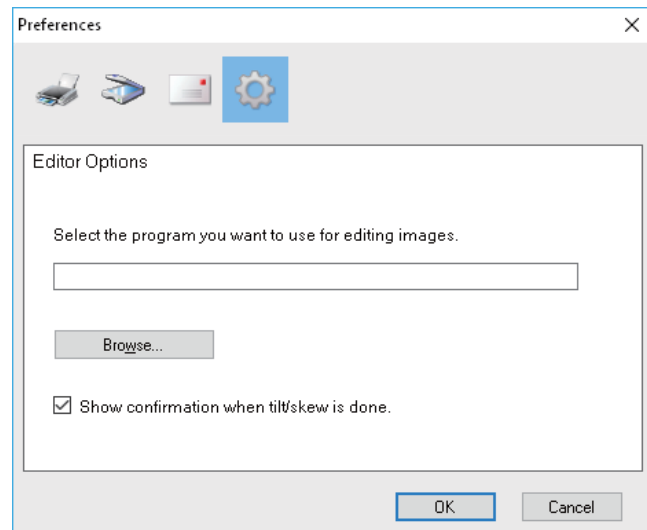 Preferences
Editor Options
Select the program you want to use for editing images.
Browse...
Show confirmation when tilt/skew is done.
OK Cancel